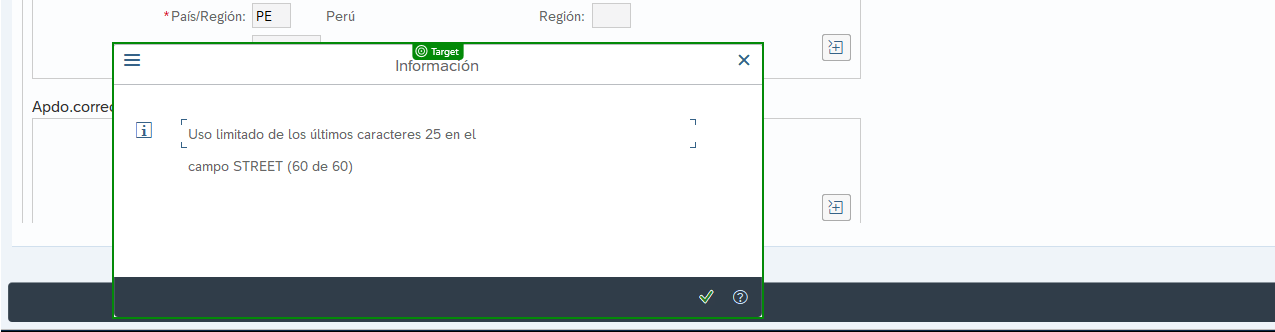 *País/Región: PE Perú Región:
Target
Información
Apdo.correo
Uso limitado de los últimos caracteres 25 en el
campo STREET (60 de 60)